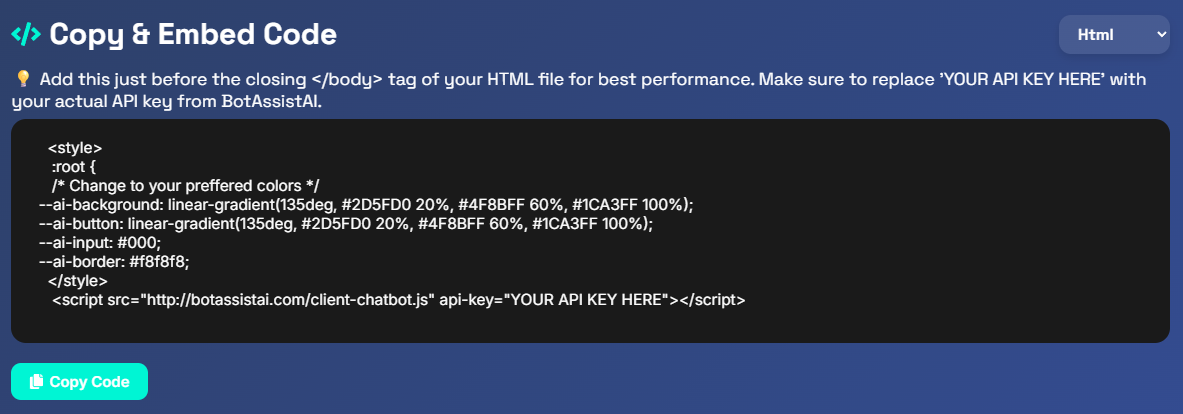 </> Copy & Embed Code
Html
💡 Add this just before the closing </body> tag of your HTML file for best performance. Make sure to replace 'YOUR API KEY HERE' with
your actual API key from BotAssistAI.
<style>
:root {
/* Change to your preffered colors */
--ai-background: linear-gradient(135deg, #2D5FD0 20%, #4F8BFF 60%, #1CA3FF 100%);
--ai-button: linear-gradient(135deg, #2D5FD0 20%, #4F8BFF 60%, #1CA3FF 100%);
--ai-input: #000;
--ai-border: #f8f8f8;
</style>
<script src="http://botassistai.com/client-chatbot.js" api-key="YOUR API KEY HERE"></script>
Copy Code